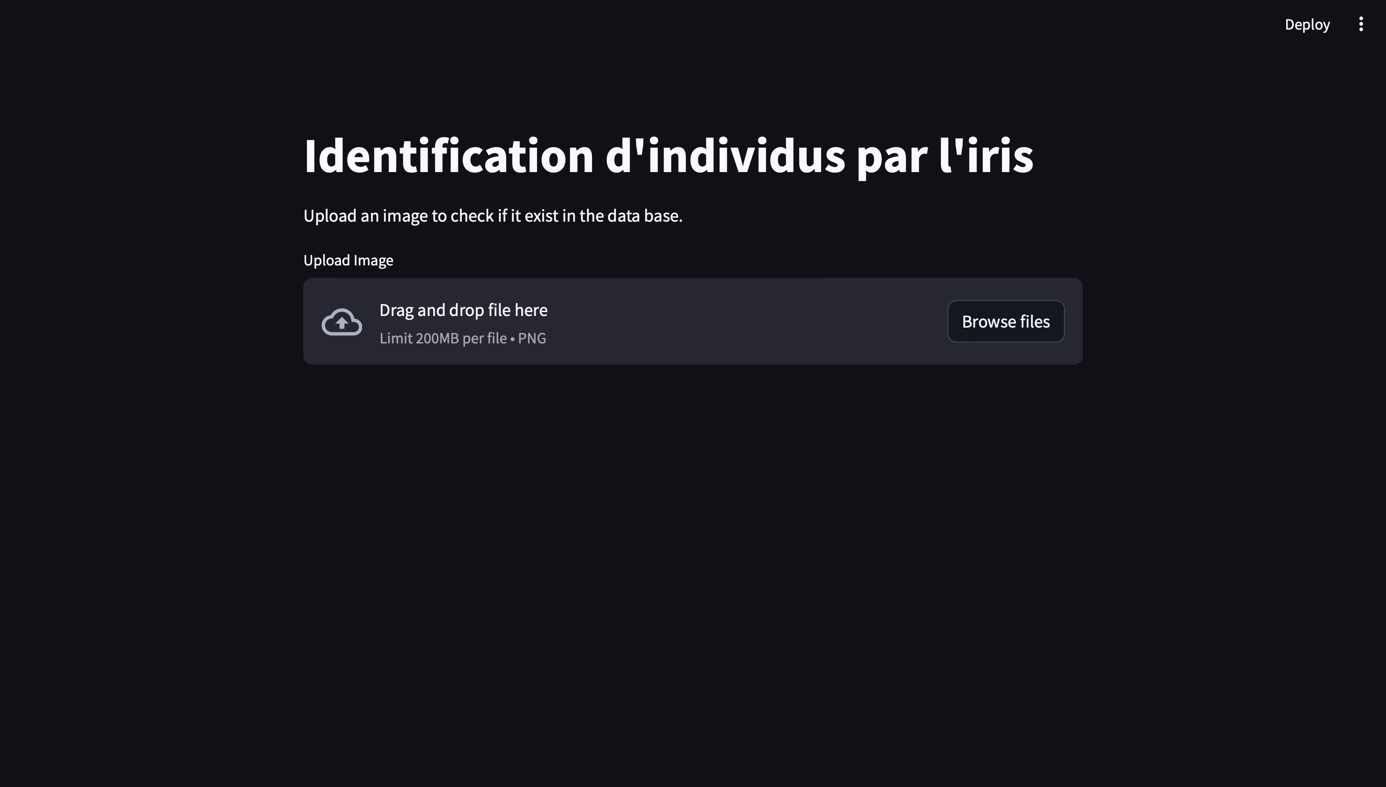 Deploy
Identification d'individus par l'iris
Upload an image to check if it exist in the data base.
Upload Image
Drag and drop file here
Limit 200MB per file • PNG
Browse files